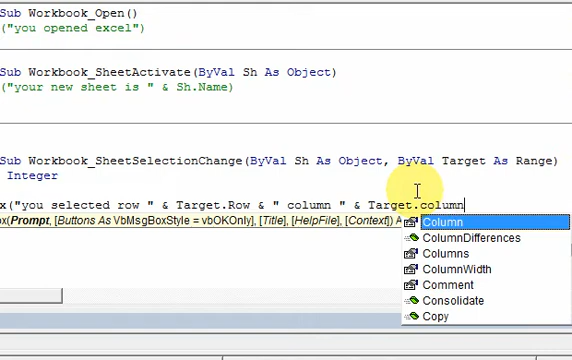 Sub Workbook_Open()
("you opened excel")
Sub Workbook_SheetActivate(ByVal Sh As Object)
("your new sheet is " & Sh.Name)
Sub Workbook_SheetSelectionChange(ByVal Sh As Object, ByVal Target As Range)
Integer
x("you selected row " & Target.Row & " column " & Target.column
ox(Prompt, [Buttons As VbMsgBoxStyle = vbOKOnly], [Title], [HelpFile], [Context]) A
Column
ColumnDifferences
Columns
ColumnWidth
Comment
Consolidate
Copy